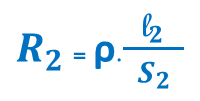 R₂ = ρ. ℓ₂/S₂